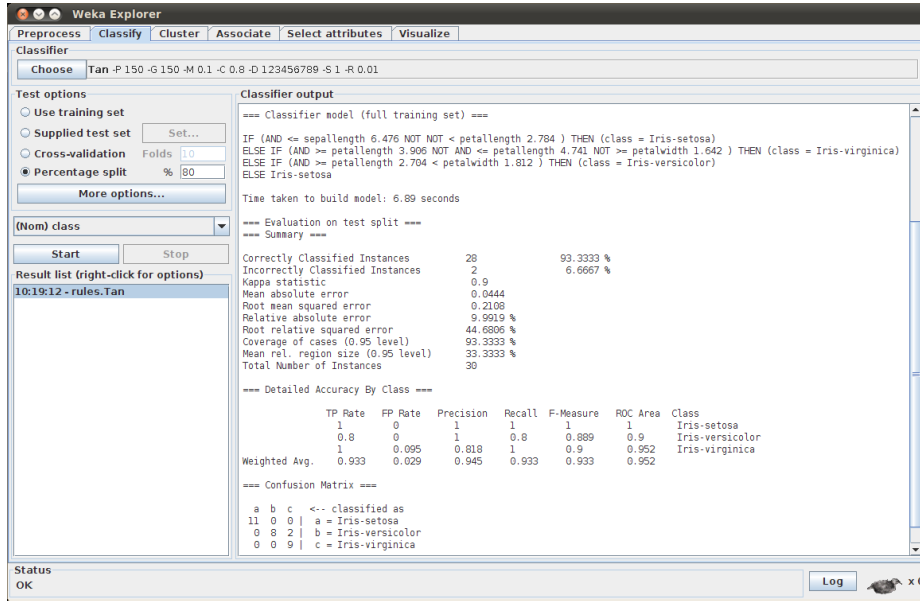 Weka Explorer
Preprocess Classify Cluster Associate Select attributes Visualize
Classifier
Choose Tan -P 150 -G 150 -M 0.1 -C 0.8 -D 123456789 -S 1 -R 0.01
Test options
Use training set
Supplied test set Set...
Cross-validation Folds 10
Percentage split % 80
More options...
(Nom) class
Start Stop
Result list (right-click for options)
10:19:12 - rules.Tan
Classifier output
=== Classifier model (full training set) ===
IF (AND <= sepallength 6.476 NOT NOT < petallength 2.784 ) THEN (class = Iris-setosa)
ELSE IF (AND >= petallength 3.906 NOT AND <= petallength 4.741 NOT >= petalwidth 1.642 ) THEN (class = Iris-virginica)
ELSE IF (AND >= petallength 2.704 < petalwidth 1.812 ) THEN (class = Iris-versicolor)
ELSE Iris-setosa
Time taken to build model: 6.89 seconds
=== Evaluation on test split ===
=== Summary ===
Correctly Classified Instances 28 93.3333 %
Incorrectly Classified Instances 2 6.6667 %
Kappa statistic 0.9
Mean absolute error 0.0444
Root mean squared error 0.2108
Relative absolute error 9.9919 %
Root relative squared error 44.6806 %
Coverage of cases (0.95 level) 93.3333 %
Mean rel. region size (0.95 level) 33.3333 %
Total Number of Instances 30
=== Detailed Accuracy By Class ===
TP Rate FP Rate Precision Recall F-Measure ROC Area Class
1 0 1 1 1 1 Iris-setosa
0.8 0 1 0.8 0.889 0.9 Iris-versicolor
1 0.095 0.818 1 0.9 0.952 Iris-virginica
Weighted Avg. 0.933 0.029 0.945 0.933 0.933 0.952
=== Confusion Matrix ===
a b c <-- classified as
11 0 0 | a = Iris-setosa
0 8 2 | b = Iris-versicolor
0 0 9 | c = Iris-virginica
Status
OK
Log
x